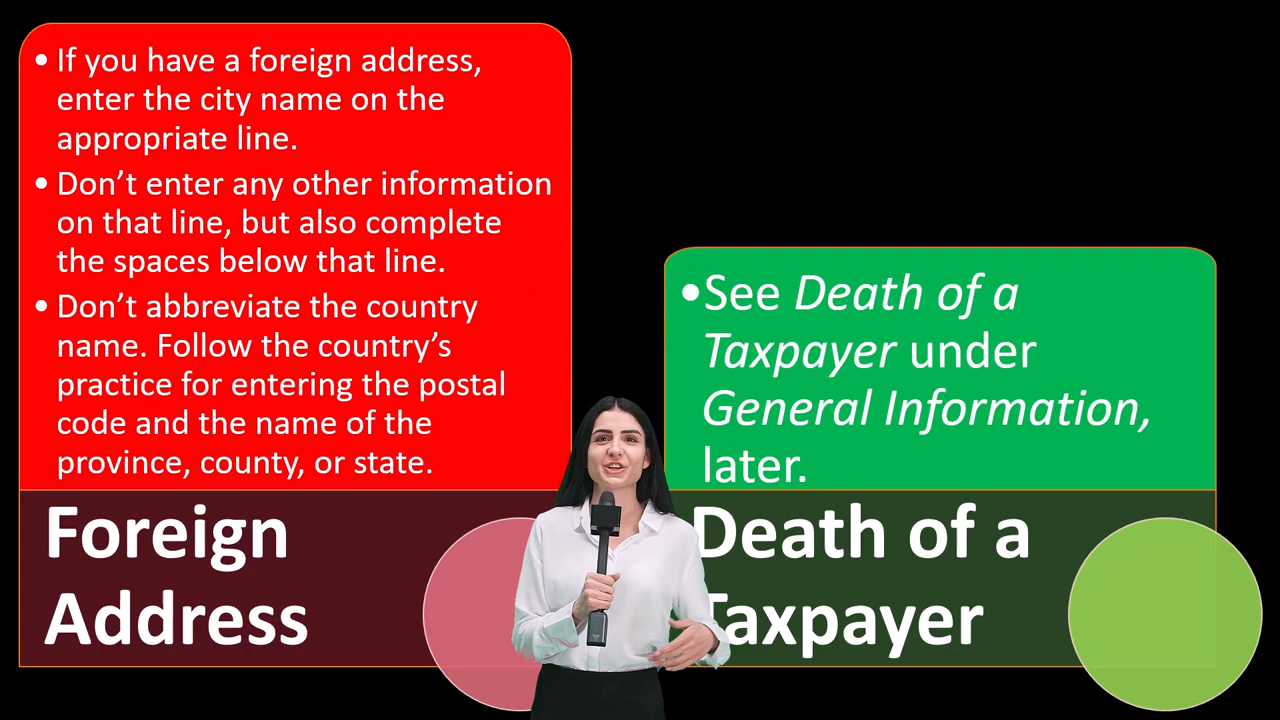 • If you have a foreign address,
enter the city name on the
appropriate line.
• Don’t enter any other information
on that line, but also complete
the spaces below that line.
• Don’t abbreviate the country
name. Follow the country’s
practice for entering the postal
code and the name of the
province, county, or state.
Foreign
Address
•See Death of a
Taxpayer under
General Information,
later.
Death of a
Taxpayer